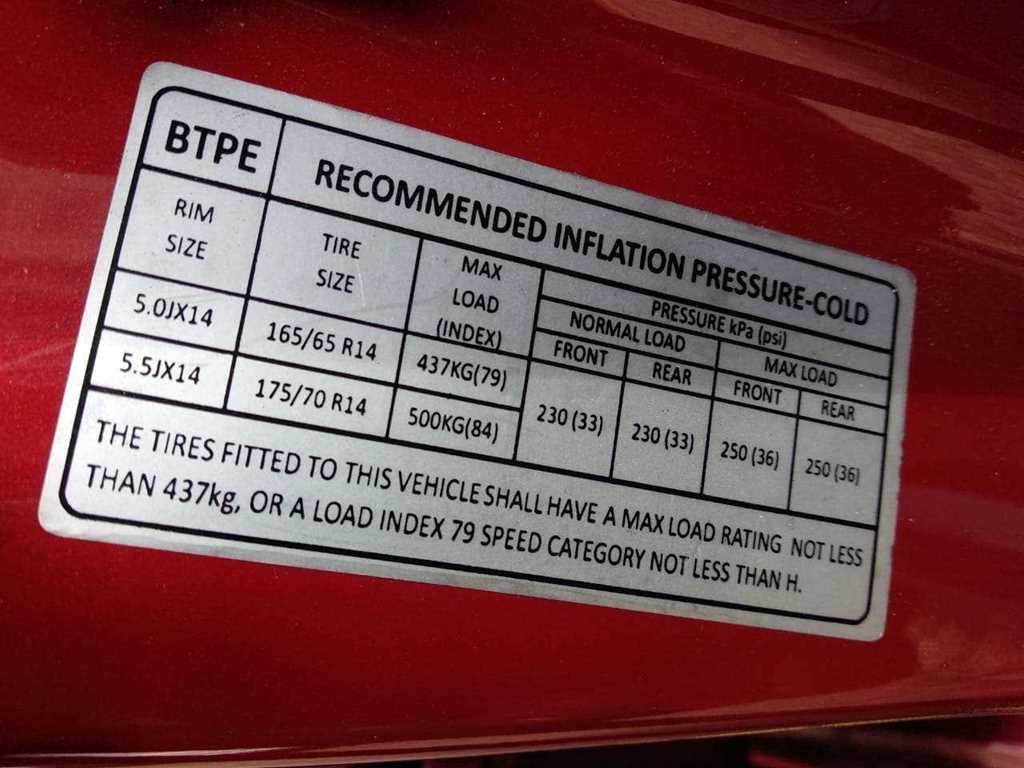 BTPE
RECOMMENDED INFLATION PRESSURE-COLD
RIM
SIZE
TIRE
SIZE
MAX
LOAD
(INDEX)
PRESSURE kPa (psi)
NORMAL LOAD
MAX LOAD
FRONT
REAR
FRONT
REAR
5.0JX14
165/65 R14
437KG(79)
5.5JX14
175/70 R14
500KG(84)
230 (33)
230 (33)
250 (36)
250 (36)
THE TIRES FITTED TO THIS VEHICLE SHALL HAVE A MAX LOAD RATING NOT LESS
THAN 437kg, OR A LOAD INDEX 79 SPEED CATEGORY NOT LESS THAN H.